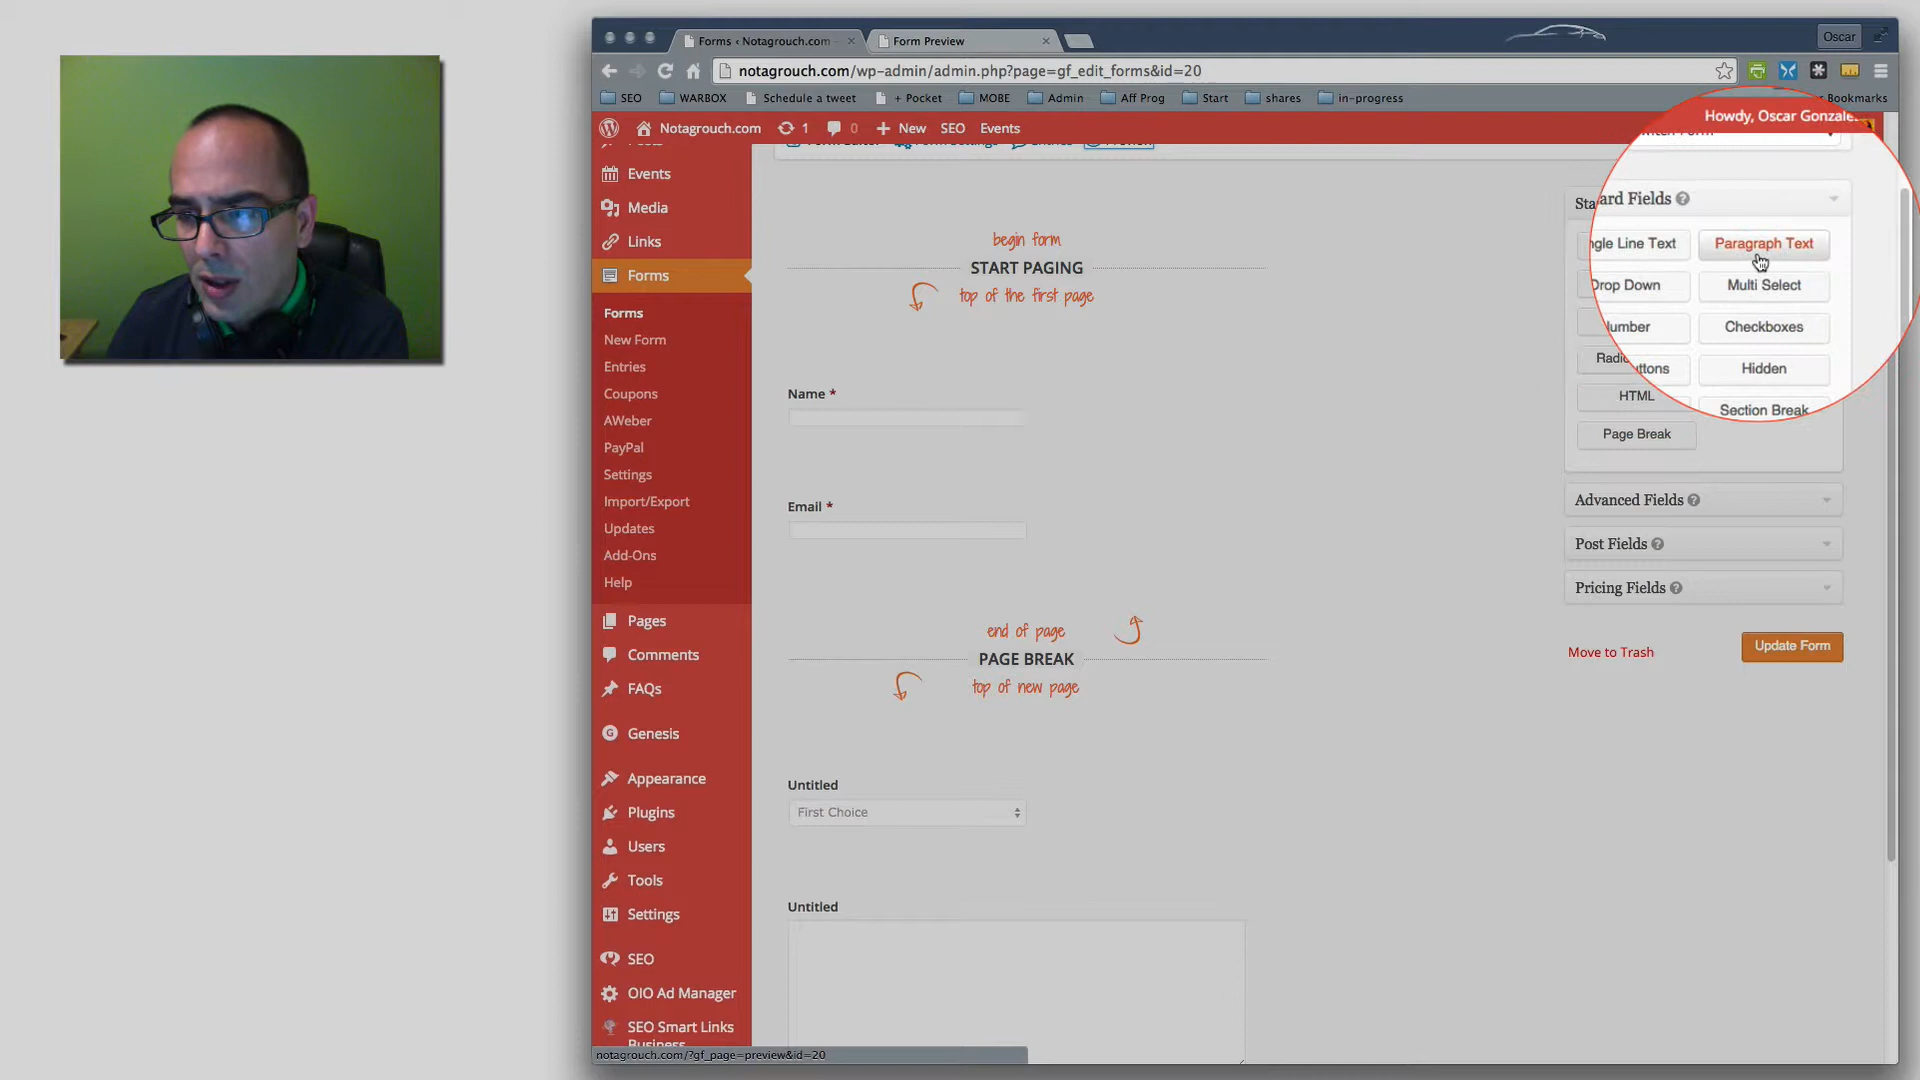 Forms ‹ Notagrouch.com
Form Preview
Oscar
notagrouch.com/wp-admin/admin.php?page=gf_edit_forms&id=20
SEO
WARBOX
Schedule a tweet
+ Pocket
MOBE
Admin
Aff Prog
Start
shares
in-progress
Bookmarks
Notagrouch.com
1
0
New
SEO
Events
Howdy, Oscar Gonzale
Events
Media
Links
Forms
Forms
New Form
Entries
Coupons
AWeber
PayPal
Settings
Import/Export
Updates
Add-Ons
Help
Pages
Comments
FAQs
Genesis
Appearance
Plugins
Users
Tools
Settings
SEO
OIO Ad Manager
SEO Smart Links
Business
begin form
START PAGING
top of the first page
Name *
Email *
end of page
PAGE BREAK
top of new page
Untitled
First Choice
Untitled
Sta
ard Fields
ngle Line Text
Paragraph Text
Drop Down
Multi Select
umber
Checkboxes
Radi
ttons
Hidden
HTML
Section Break
Page Break
Advanced Fields
Post Fields
Pricing Fields
Move to Trash
Update Form
notagrouch.com/?gf_page=preview&id=20